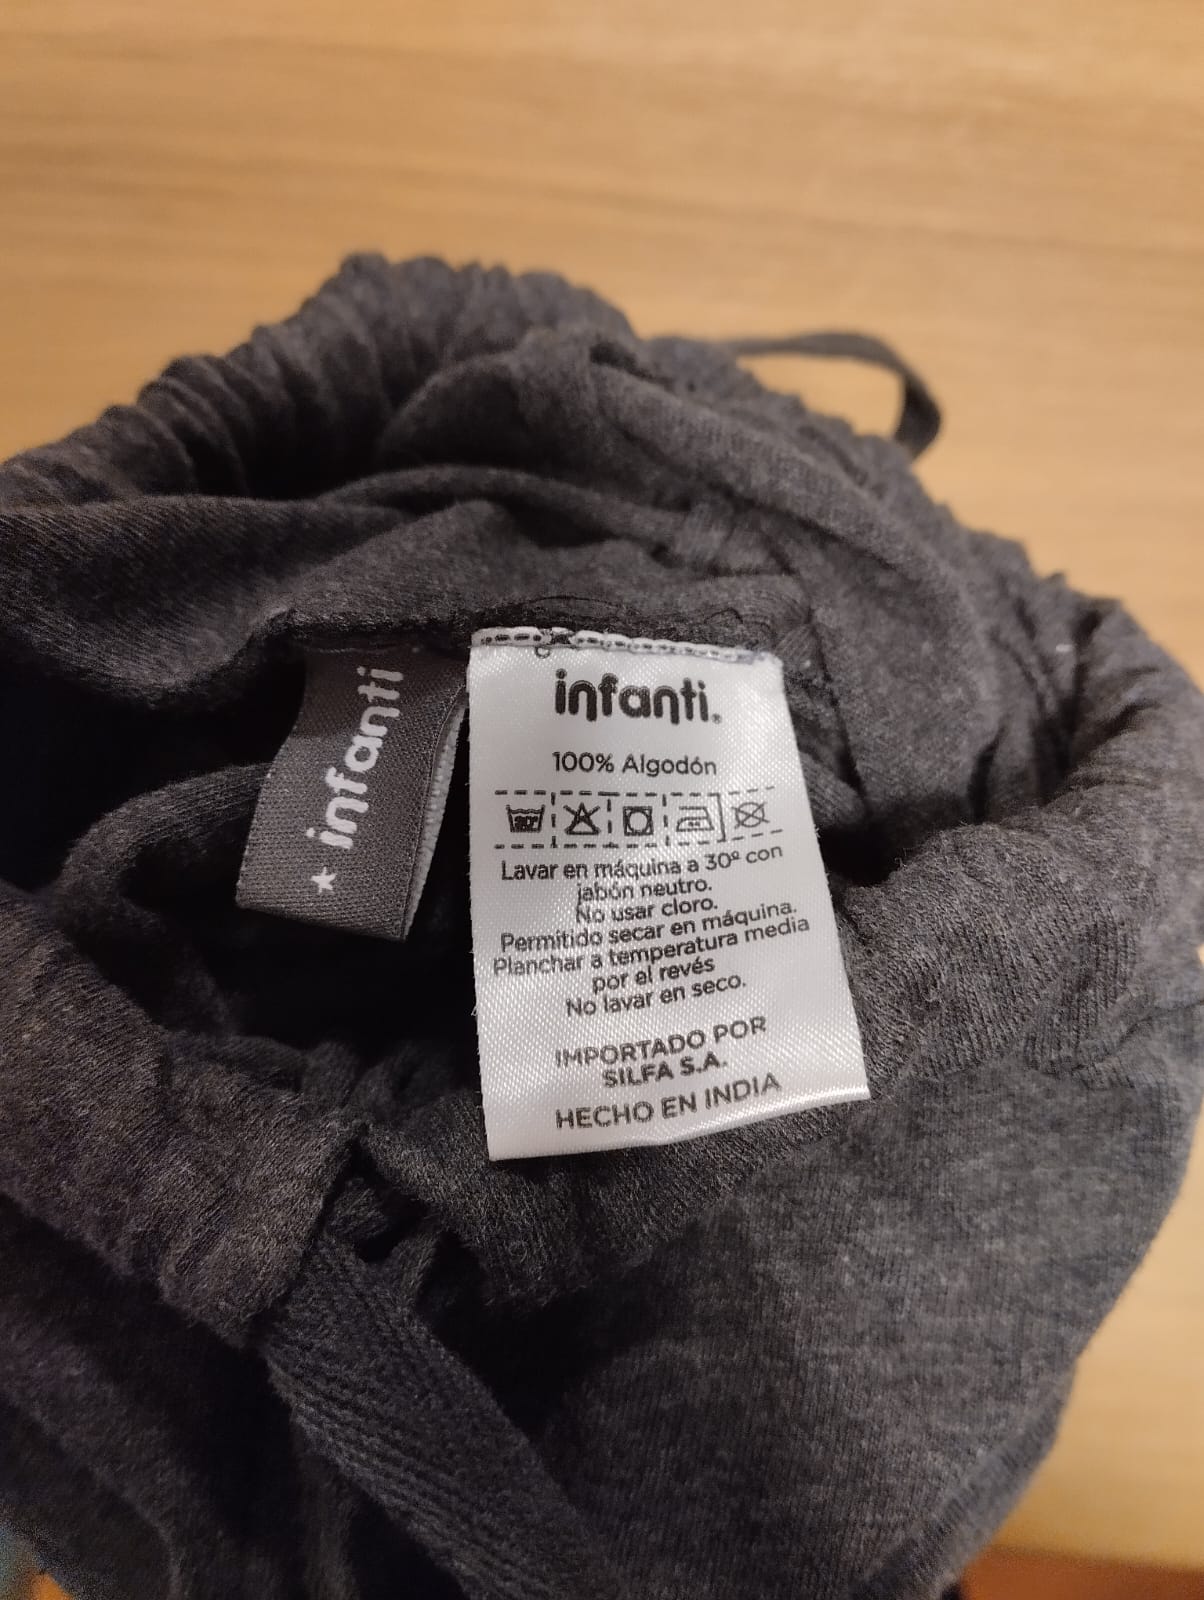 infanti
infanti®
100% Algodón
30º
Lavar en máquina a 30º con
jabón neutro.
No usar cloro.
Permitido secar en máquina.
Planchar a temperatura media
por el revés
No lavar en seco.
IMPORTADO POR
SILFA S.A.
HECHO EN INDIA